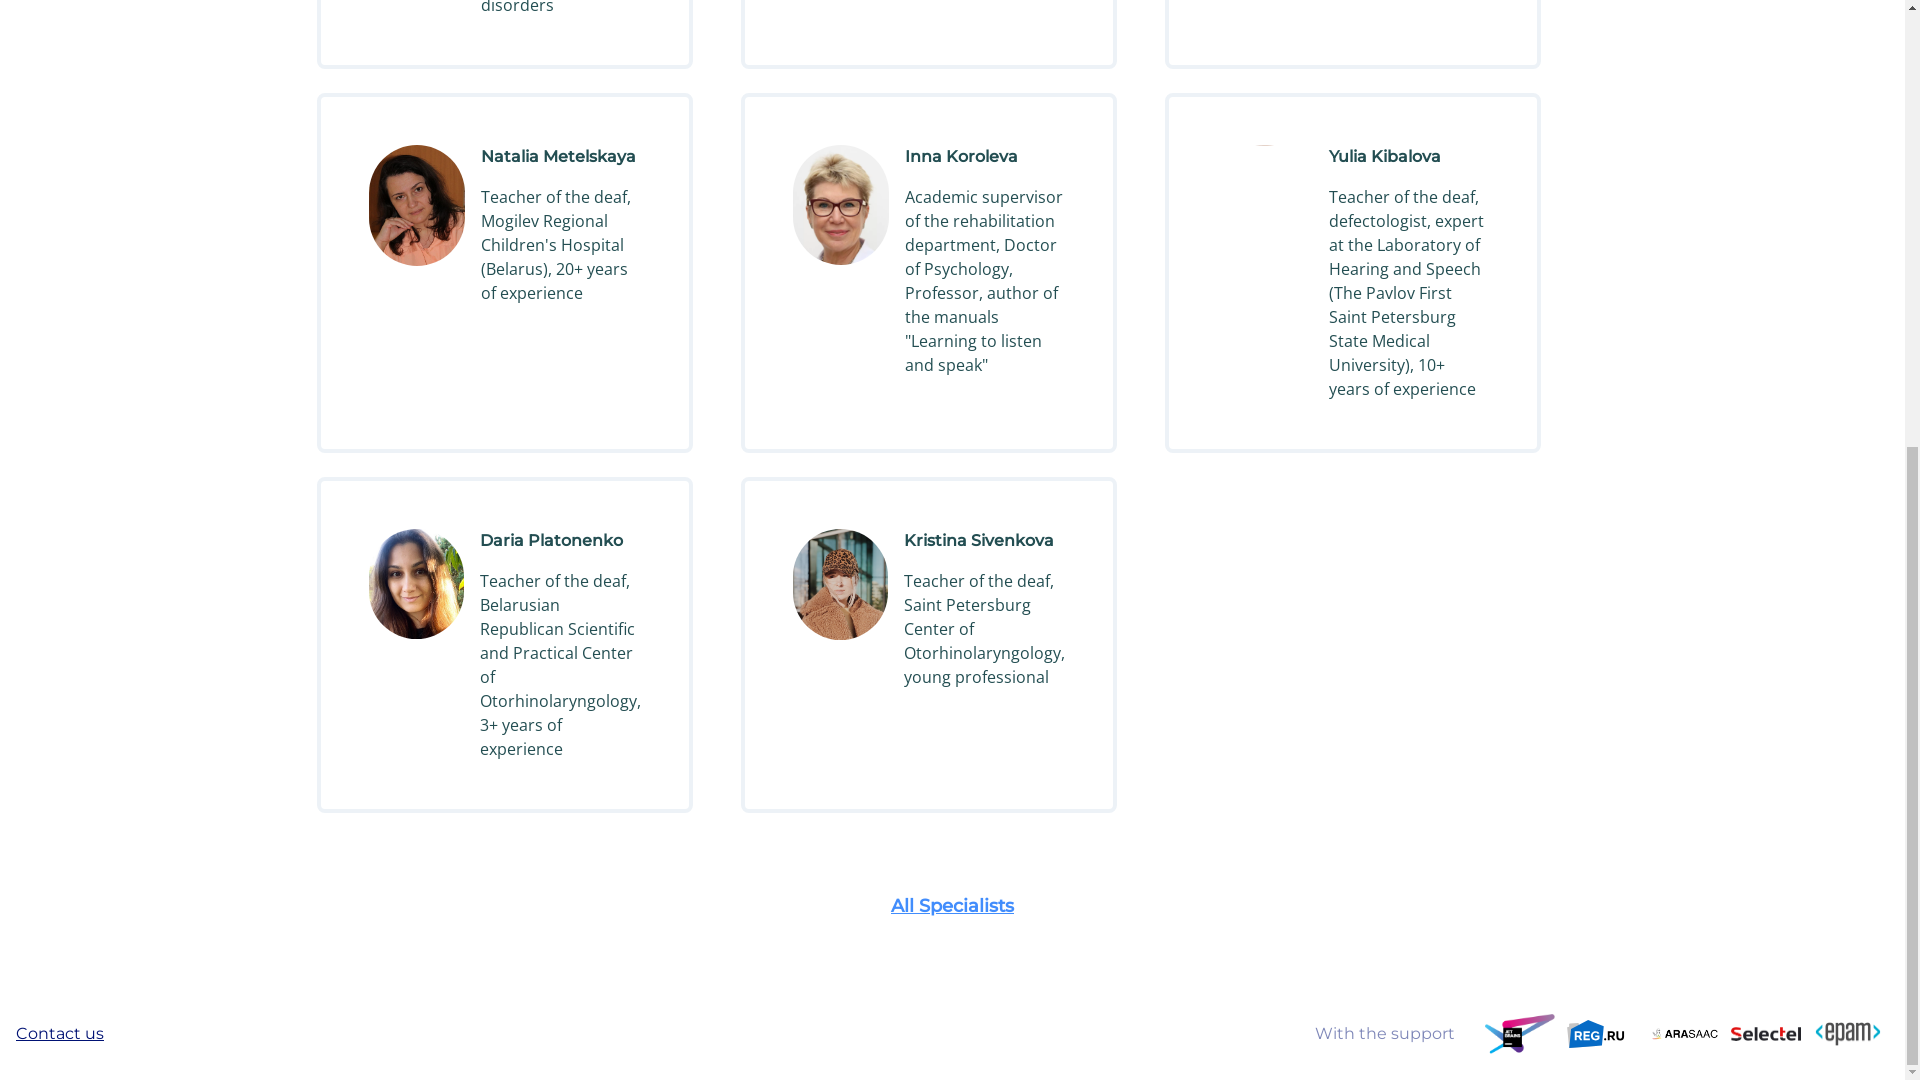 disorders
Natalia Metelskaya
Teacher of the deaf,
Mogilev Regional
Children's Hospital
(Belarus), 20+ years
of experience
Inna Koroleva
Academic supervisor
of the rehabilitation
department, Doctor
of Psychology,
Professor, author of
the manuals
"Learning to listen
and speak"
Yulia Kibalova
Teacher of the deaf,
defectologist, expert
at the Laboratory of
Hearing and Speech
(The Pavlov First
Saint Petersburg
State Medical
University), 10+
years of experience
Daria Platonenko
Teacher of the deaf,
Belarusian
Republican Scientific
and Practical Center
of
Otorhinolaryngology,
3+ years of
experience
Kristina Sivenkova
Teacher of the deaf,
Saint Petersburg
Center of
Otorhinolaryngology,
young professional
All Specialists
Contact us
With the support
JET
BRAINS
REG.RU
ARASAAC
Selectel
<epam>